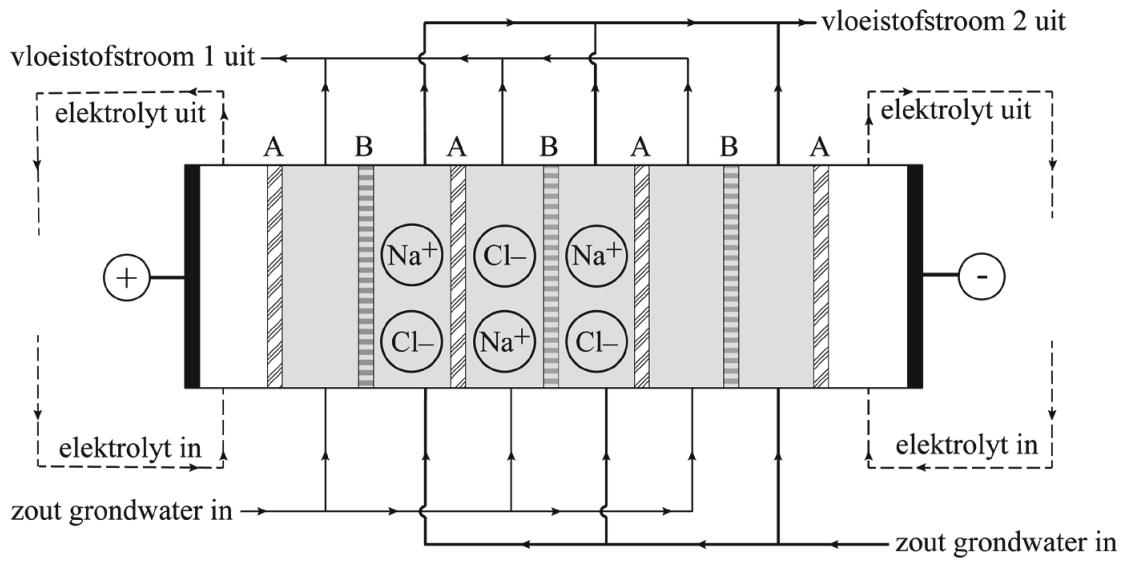 vloeistofstroom 2 uit
vloeistofstroom 1 uit
elektrolyt uit
elektrolyt uit
A B A B A B A
Na+ Cl– Na+
+
-
Cl– Na+ Cl–
elektrolyt in
elektrolyt in
zout grondwater in
zout grondwater in